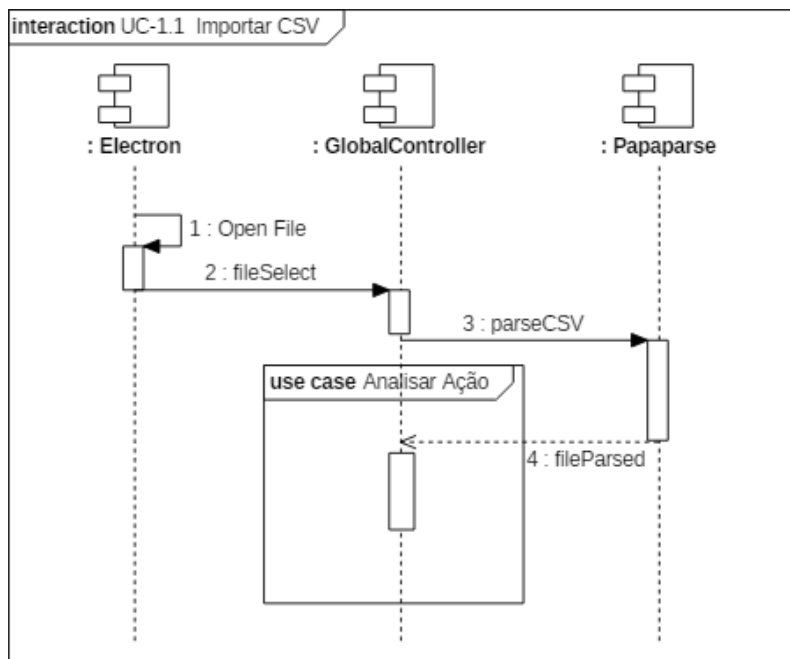 interaction UC-1.1 Importar CSV
: Electron
: GlobalController
: Papaparse
1 : Open File
2 : fileSelect
3 : parseCSV
use case Analisar Ação
4 : fileParsed